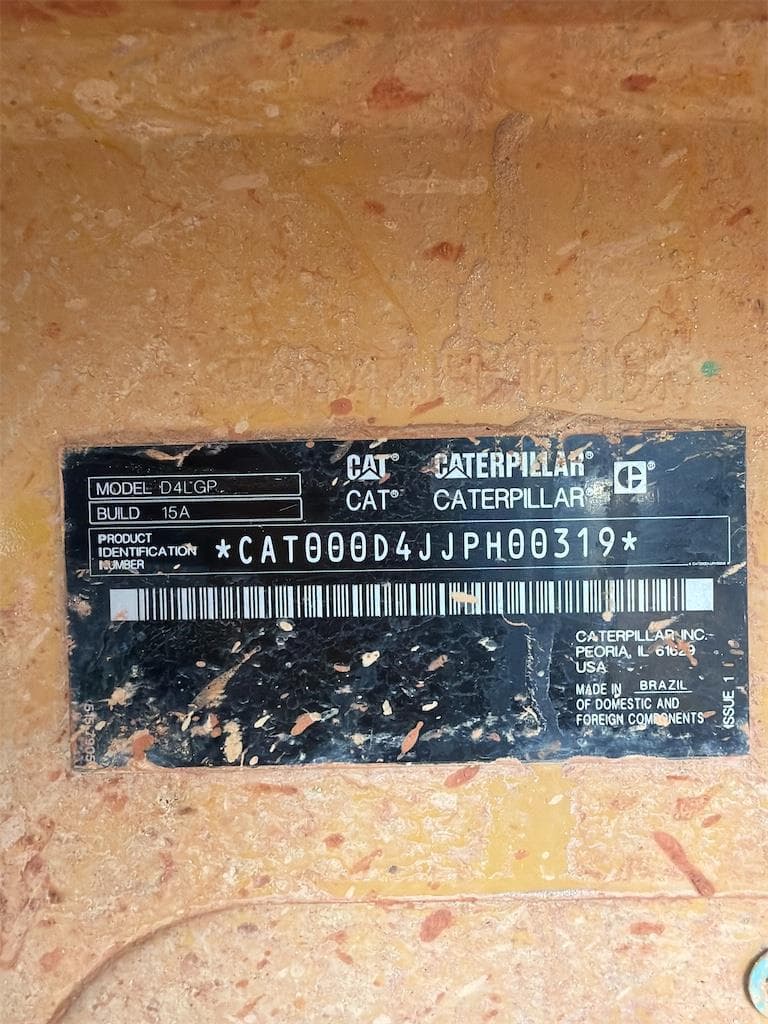 CAT® CATERPILLAR® CE®
CAT® CATERPILLAR®
MODEL D4LGP
BUILD 15A
PRODUCT
IDENTIFICATION
NUMBER
*CAT000D4JJPH00319*
CATERPILLAR INC.
PEORIA, IL 61629
USA
MADE IN BRAZIL
OF DOMESTIC AND
FOREIGN COMPONENTS
ISSUE 1